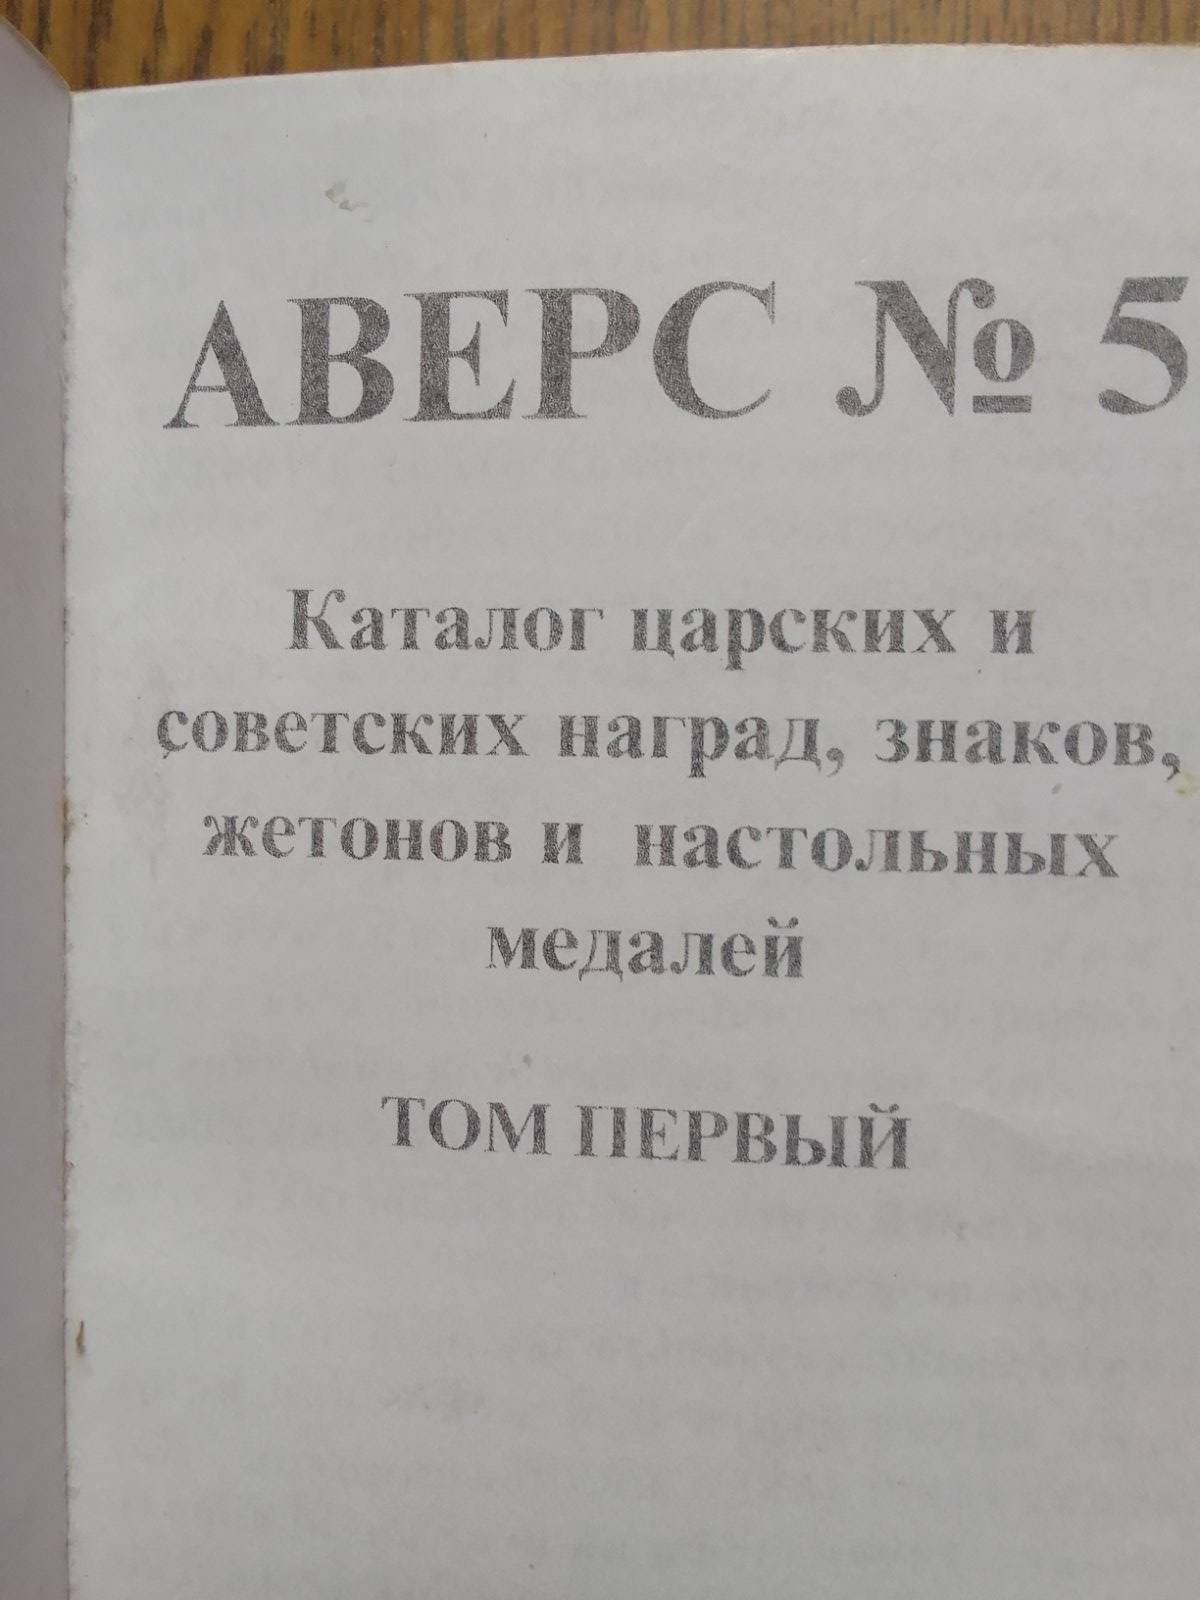 АВЕРС № 5
Каталог царских и
советских наград, знаков,
жетонов и настольных
медалей
ТОМ ПЕРВЫЙ